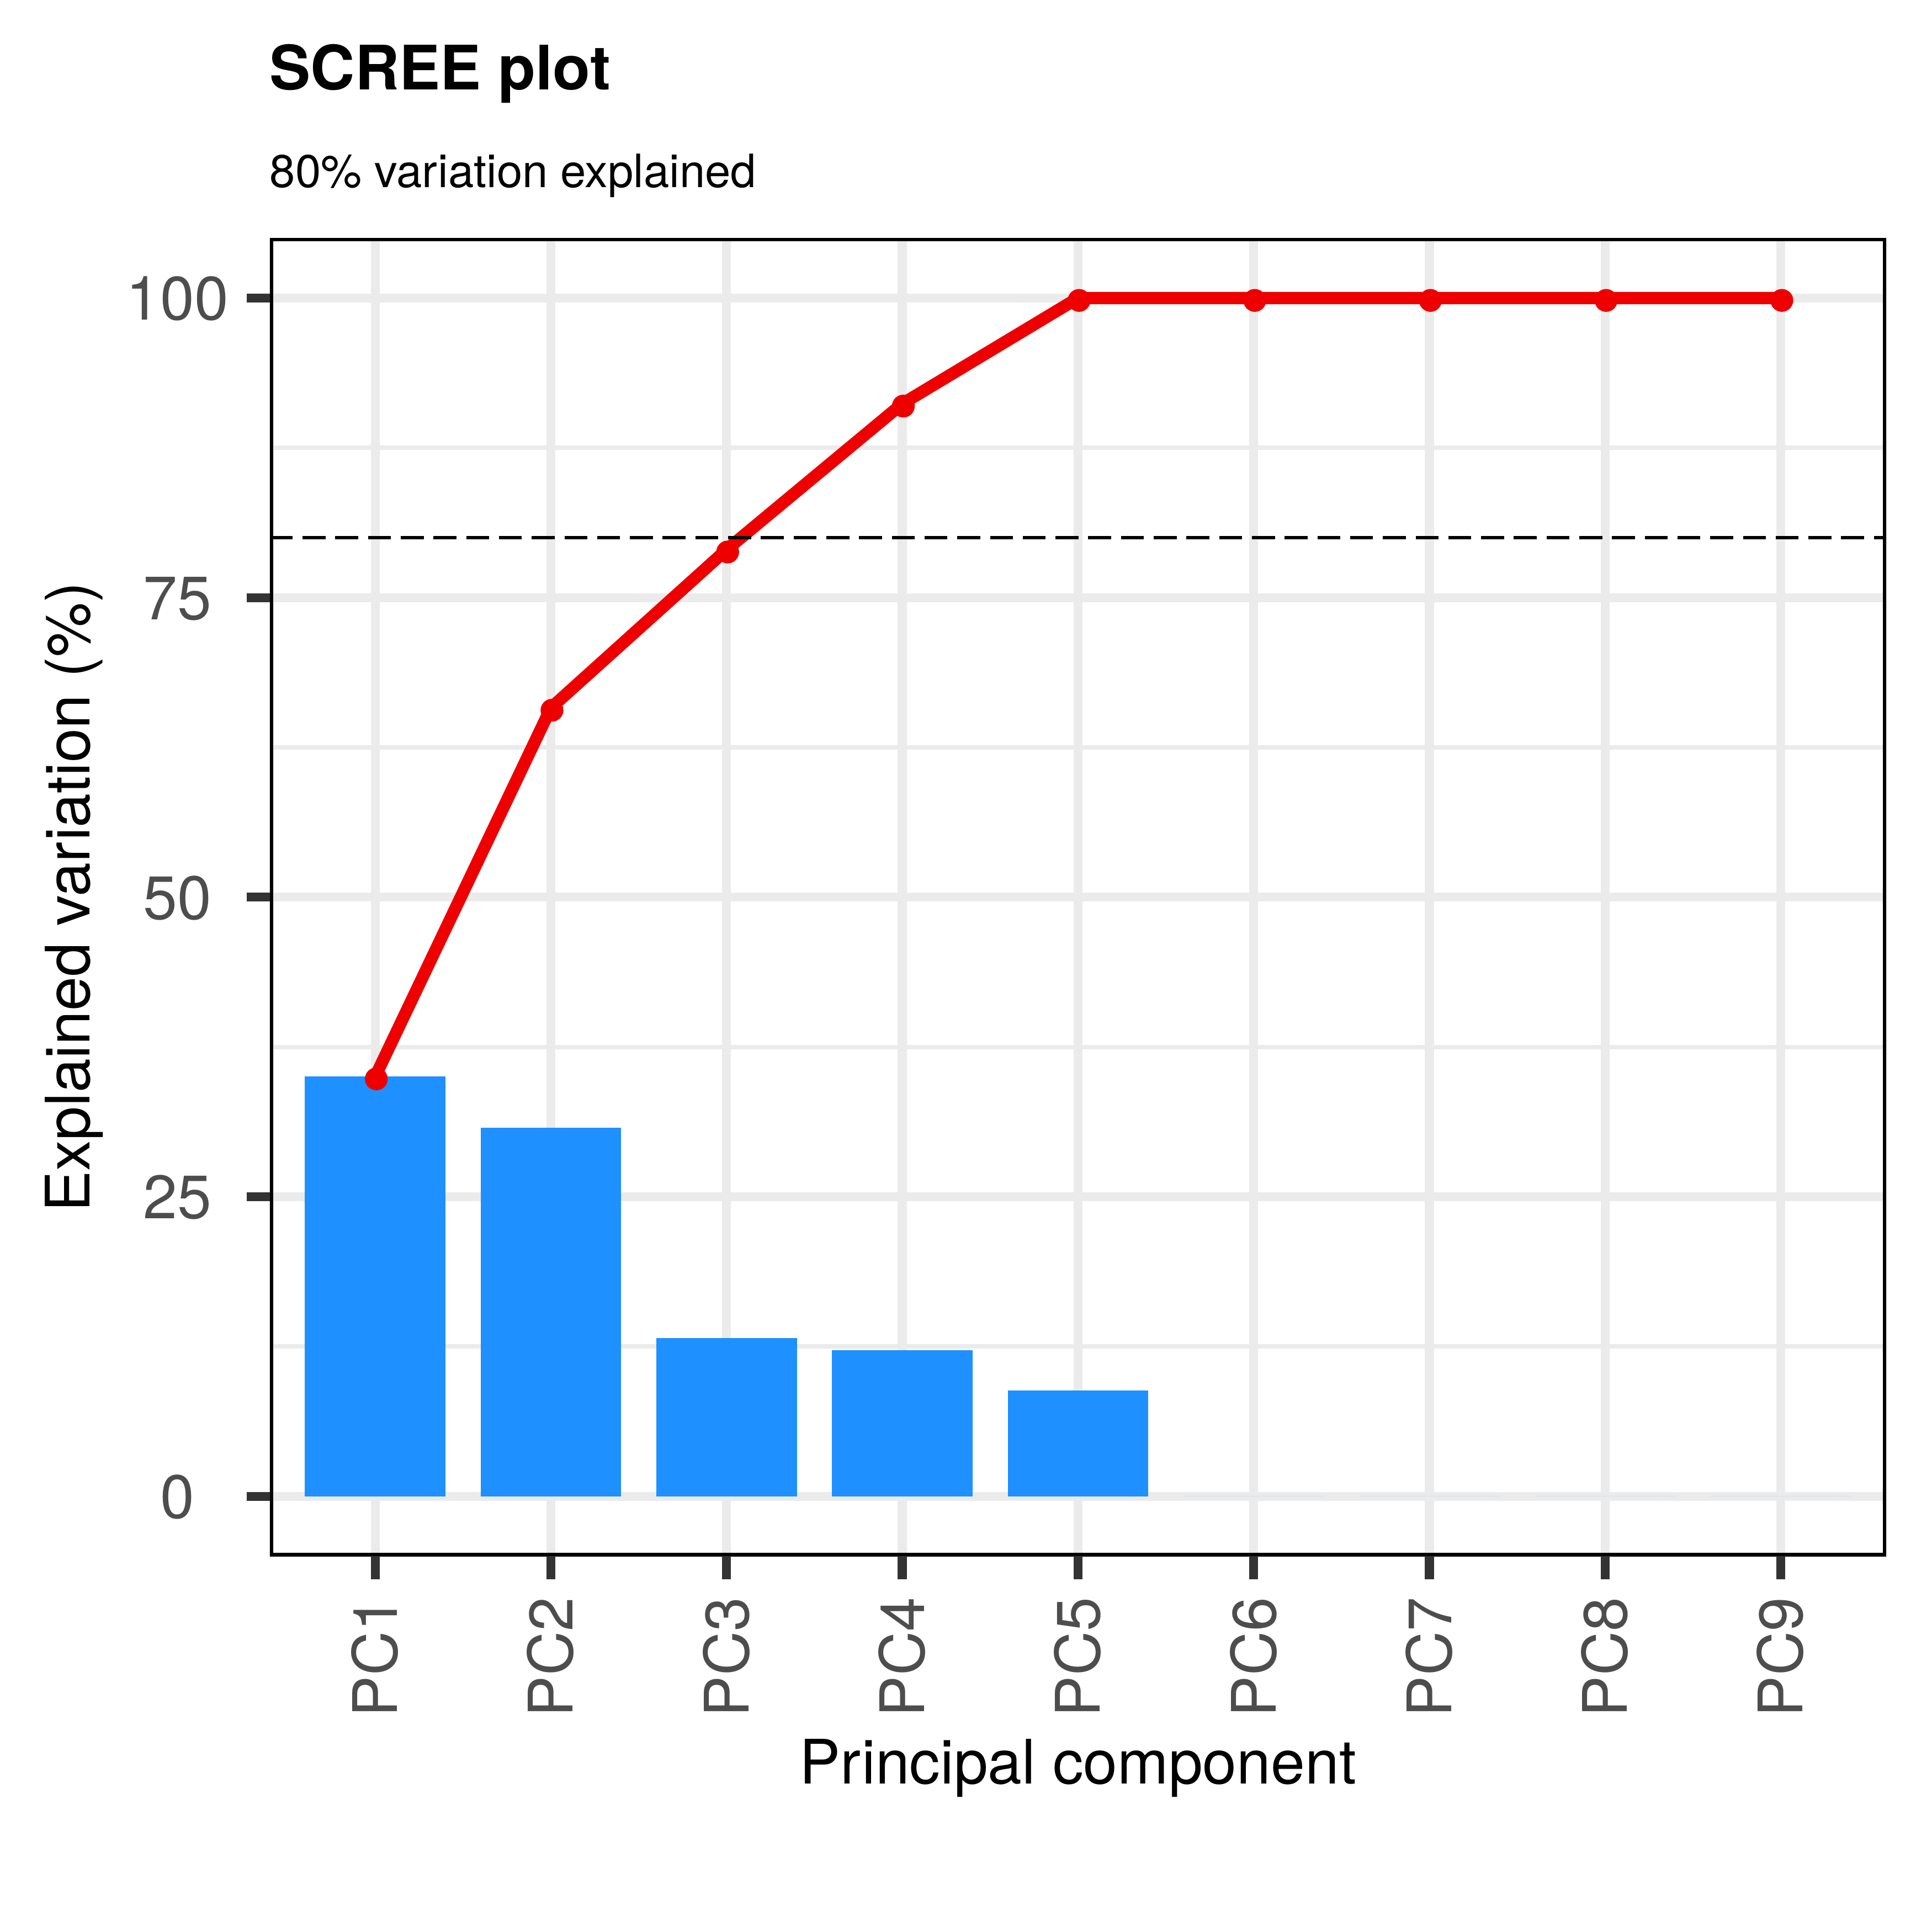 SCREE plot
80% variation explained
Explained variation (%)
100
75
50
25
0
PC1
PC2
PC3
PC4
PC5
PC6
PC7
PC8
PC9
Principal component